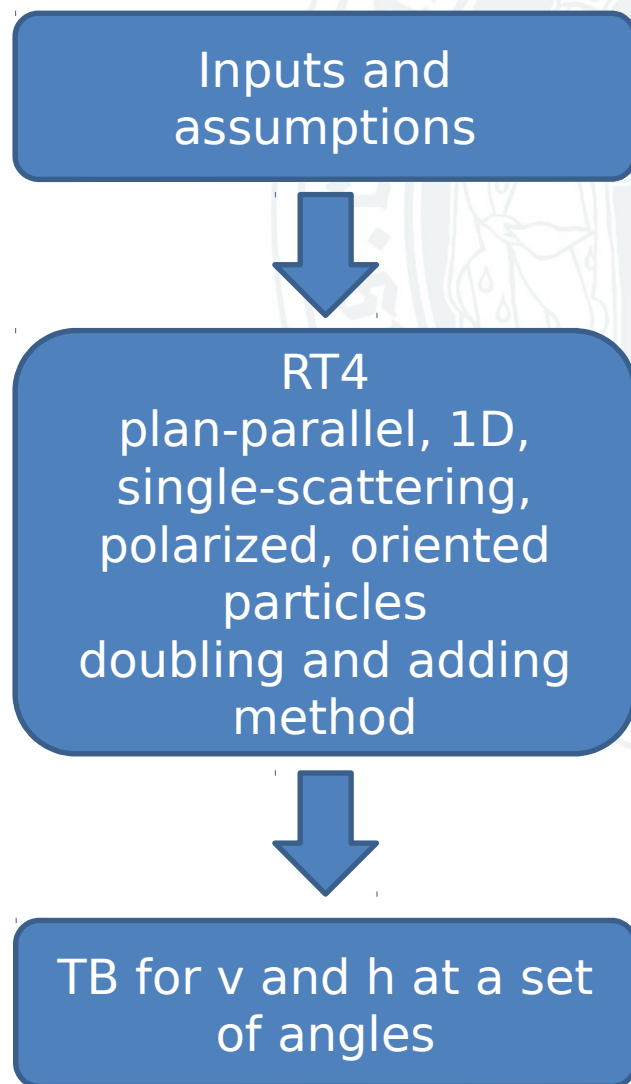 Inputs and
assumptions
RT4
plan-parallel, 1D,
single-scattering,
polarized, oriented
particles
doubling and adding
method
TB for v and h at a set
of angles